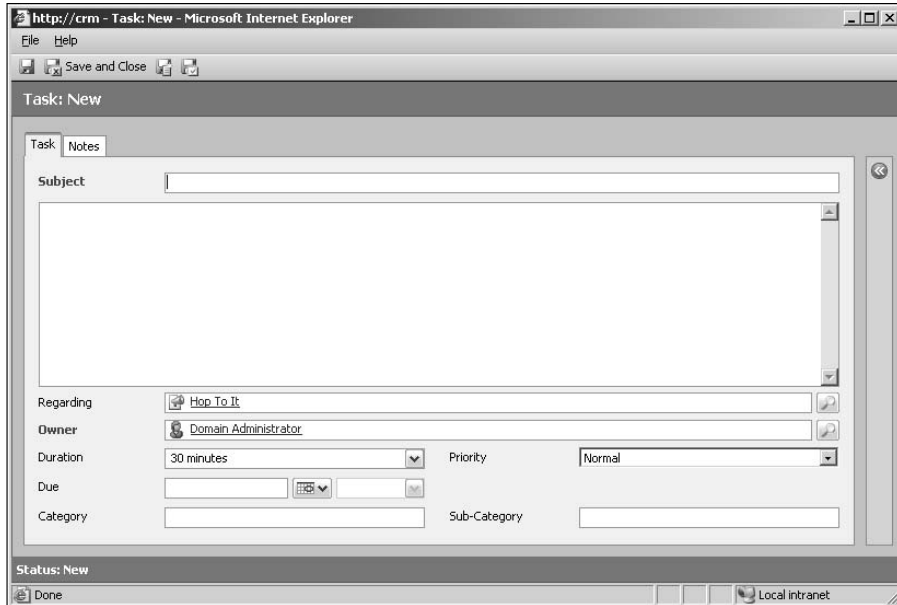 http://crm - Task: New - Microsoft Internet Explorer
File Help
Save and Close
Task: New
Task Notes
Subject
Regarding Hop To It
Owner Domain Administrator
Duration 30 minutes Priority Normal
Due
Category Sub-Category
Status: New
Done Local intranet